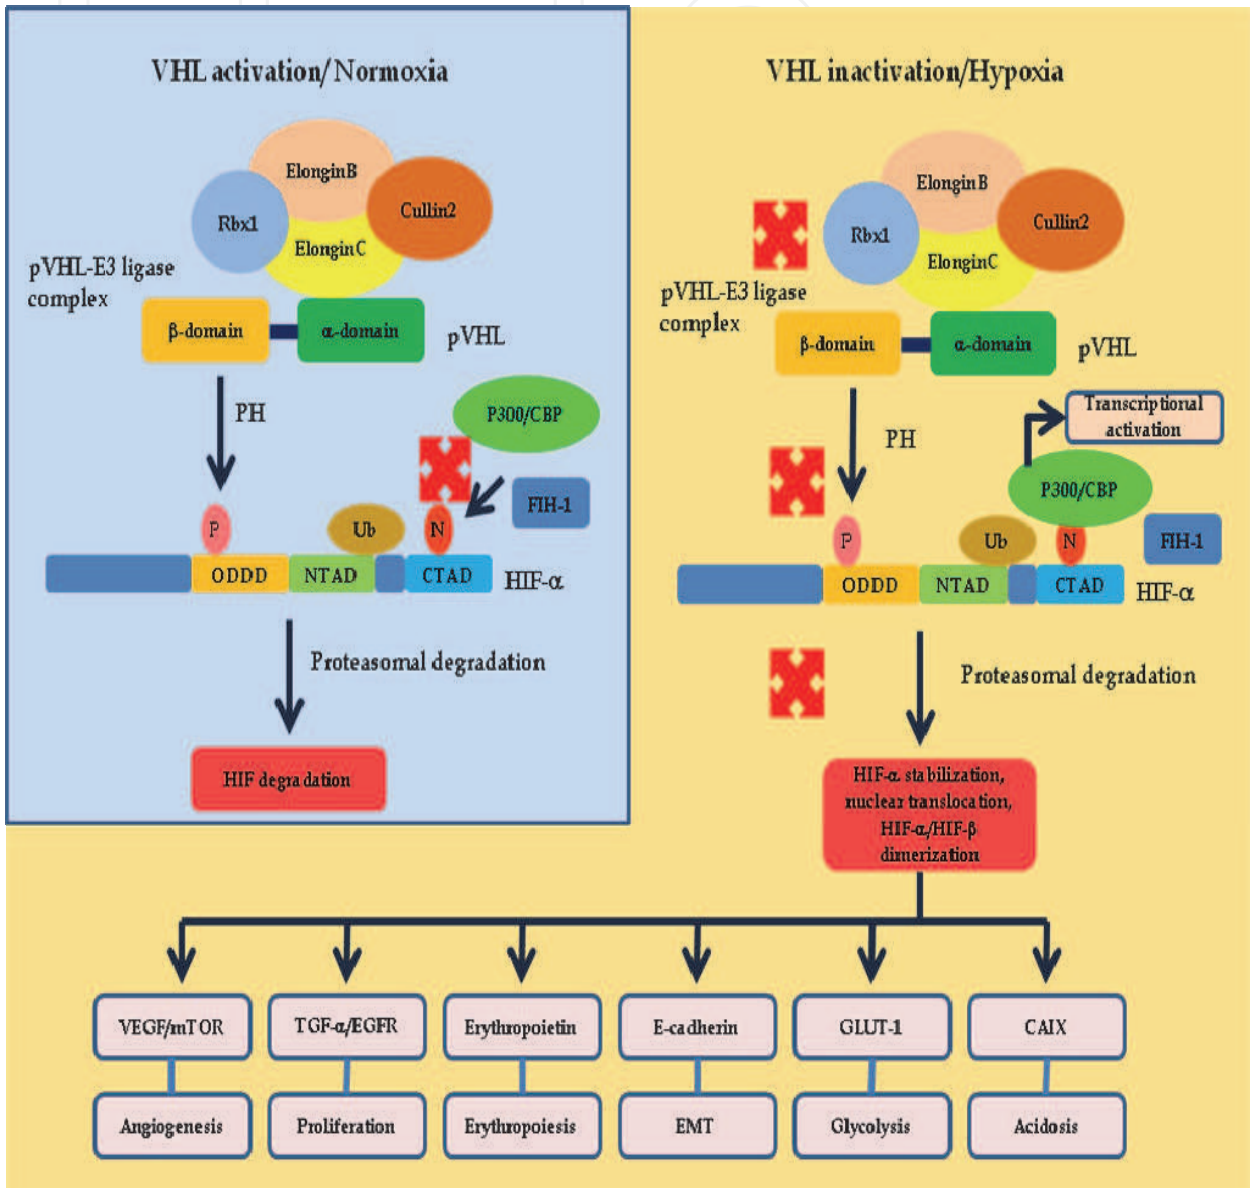 VHL activation/ Normoxia
ElonginB
Rbx1
Cullin2
ElonginC
pVHL-E3 ligase
complex
β-domain
α-domain
pVHL
PH
P300/CBP
FIH-1
P
Ub
N
ODDD
NTAD
CTAD
HIF-α
Proteasomal degradation
HIF degradation
VHL inactivation/Hypoxia
ElonginB
Rbx1
Cullin2
ElonginC
pVHL-E3 ligase
complex
β-domain
α-domain
pVHL
PH
Transcriptional
activation
P300/CBP
FIH-1
P
Ub
N
ODDD
NTAD
CTAD
HIF-α
Proteasomal degradation
HIF-α stabilization,
nuclear translocation,
HIF-α/HIF-β
dimerization
VEGF/mTOR
TGF-α/EGFR
Erythropoietin
E-cadherin
GLUT-1
CAIX
Angiogenesis
Proliferation
Erythropoiesis
EMT
Glycolysis
Acidosis